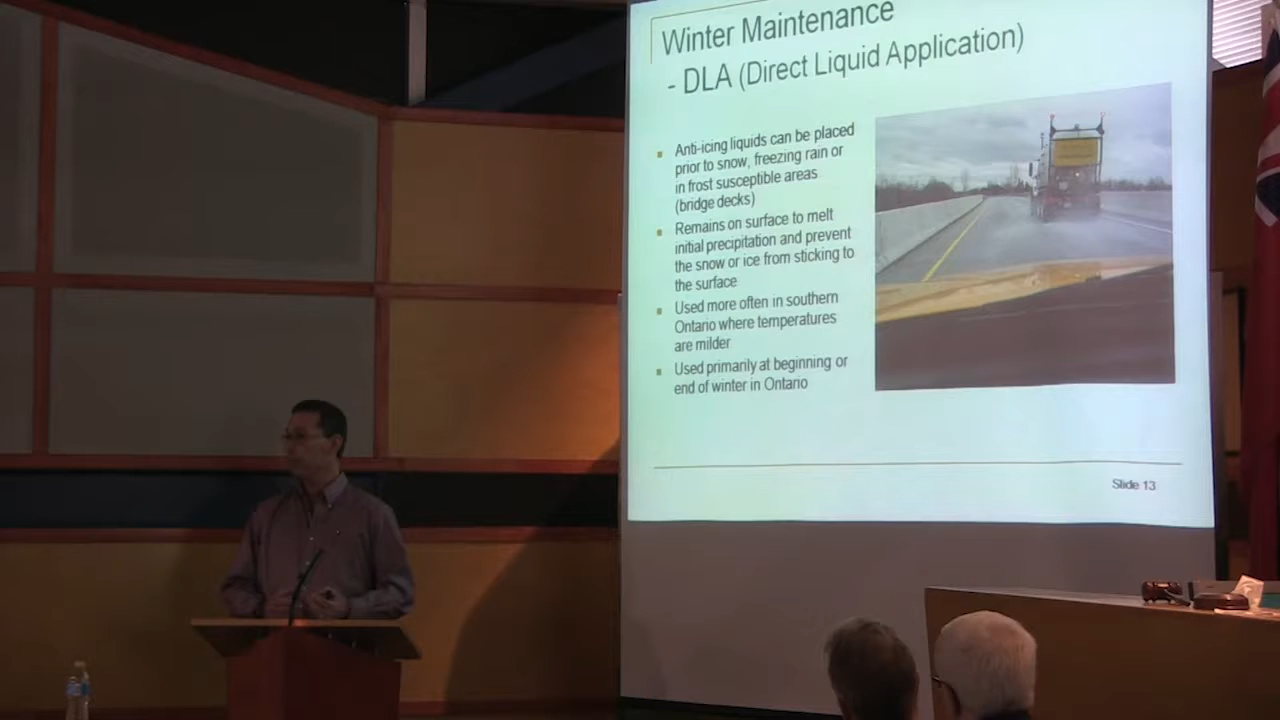 Winter Maintenance
- DLA (Direct Liquid Application)
Anti-icing liquids can be placed
prior to snow, freezing rain or
in frost susceptible areas
(bridge decks)
Remains on surface to melt
initial precipitation and prevent
the snow or ice from sticking to
the surface
Used more often in southern
Ontario where temperatures
are milder
Used primarily at beginning or
end of winter in Ontario
Slide 13